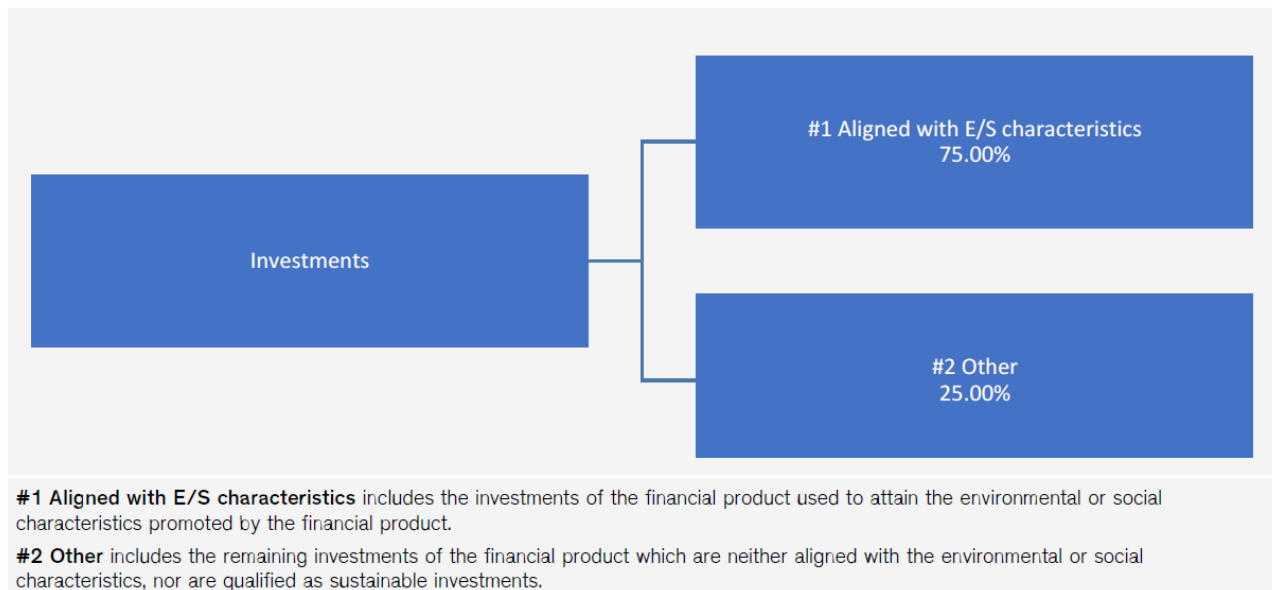 #1 Aligned with E/S characteristics
75.00%
Investments
#2 Other
25.00%
#1 Aligned with E/S characteristics includes the investments of the financial product used to attain the environmental or social
characteristics promoted by the financial product.
#2 Other includes the remaining investments of the financial product which are neither aligned with the environmental or social
characteristics, nor are qualified as sustainable investments.